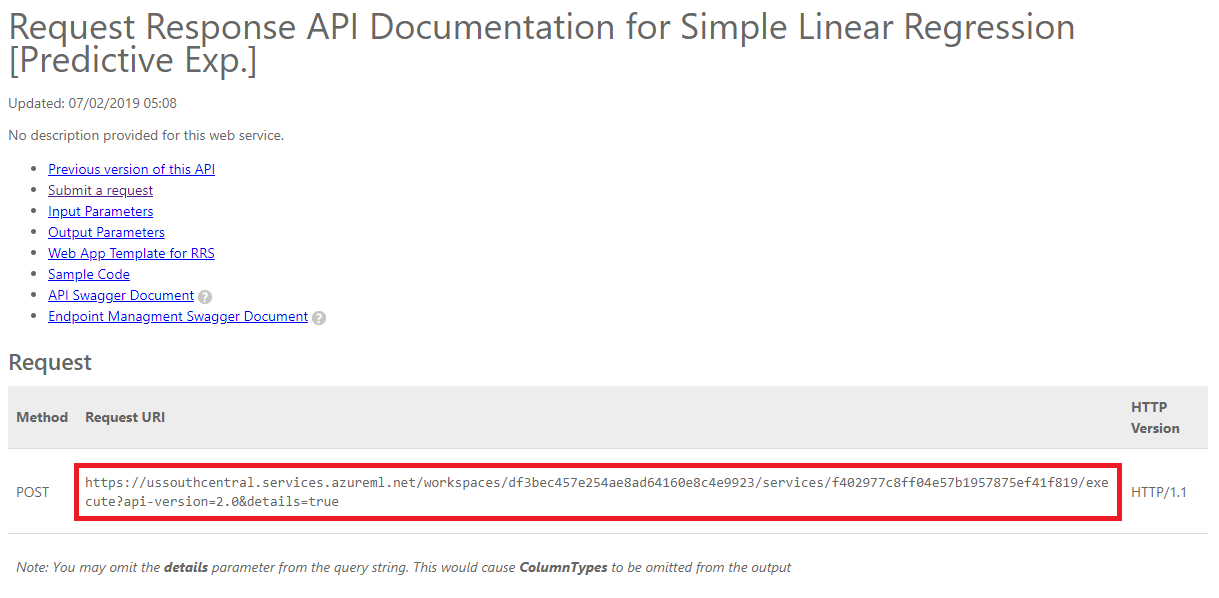 Request Response API Documentation for Simple Linear Regression
[Predictive Exp.]
Updated: 07/02/2019 05:08
No description provided for this web service.
Previous version of this API
Submit a request
Input Parameters
Output Parameters
Web App Template for RRS
Sample Code
API Swagger Document ?
Endpoint Managment Swagger Document ?
Request
Method Request URI HTTP
Version
POST https://ussouthcentral.services.azureml.net/workspaces/df3bec457e254ae8ad64160e8c4e9923/services/f402977c8ff04e57b1957875ef41f819/exe
cute?api-version=2.0&details=true HTTP/1.1
Note: You may omit the details parameter from the query string. This would cause ColumnTypes to be omitted from the output